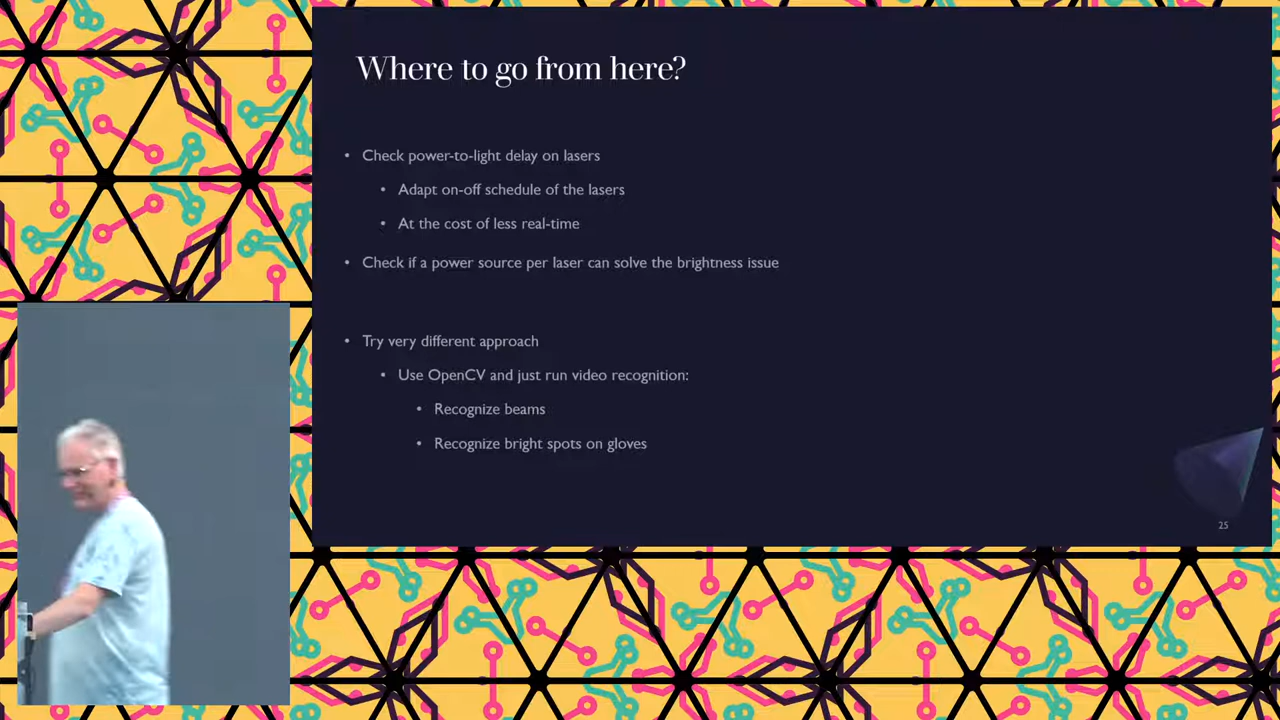 Where to go from here?
• Check power-to-light delay on lasers
• Adapt on-off schedule of the lasers
• At the cost of less real-time
• Check if a power source per laser can solve the brightness issue
• Try very different approach
• Use OpenCV and just run video recognition:
• Recognize beams
• Recognize bright spots on gloves
25